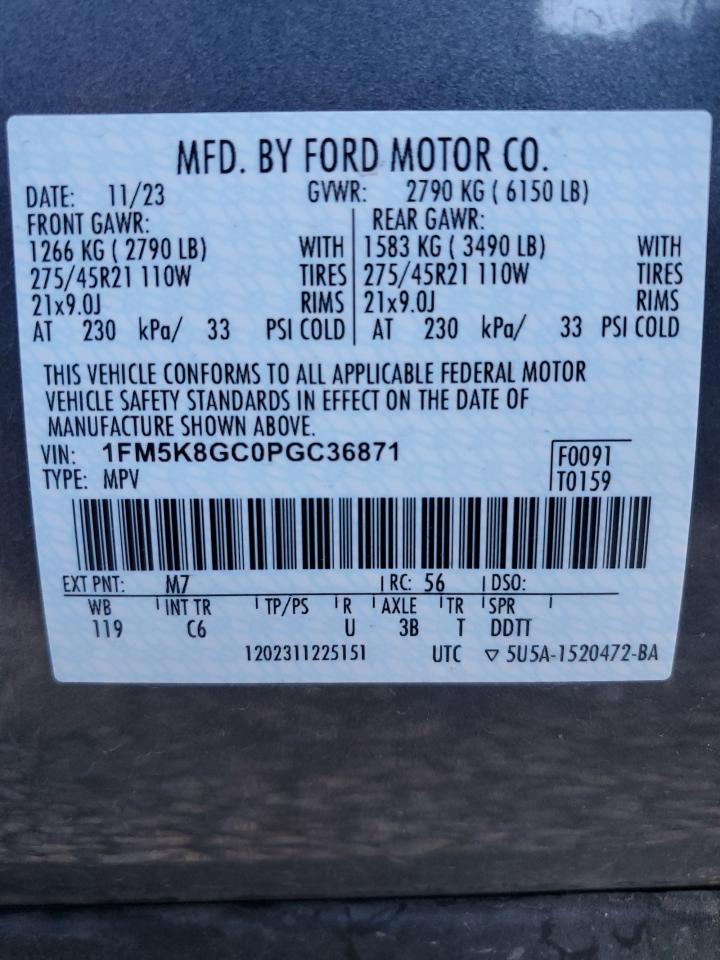 MFD. BY FORD MOTOR CO.
DATE: 11/23 GVWR: 2790 KG ( 6150 LB)
FRONT GAWR: REAR GAWR:
1266 KG ( 2790 LB) WITH 1583 KG ( 3490 LB) WITH
275/45R21 110W TIRES 275/45R21 110W TIRES
21x9.0J RIMS 21x9.0J RIMS
AT 230 kPa/ 33 PSI COLD AT 230 kPa/ 33 PSI COLD
THIS VEHICLE CONFORMS TO ALL APPLICABLE FEDERAL MOTOR
VEHICLE SAFETY STANDARDS IN EFFECT ON THE DATE OF
MANUFACTURE SHOWN ABOVE.
VIN: 1FM5K8GC0PGC36871 F0091
TYPE: MPV T0159
EXT PNT: M7 RC: 56 DSO:
WB INT TR TP/PS R AXLE TR SPR
119 C6 U 3B T DDTT
1202311225151 UTC ▽ 5U5A-1520472-BA